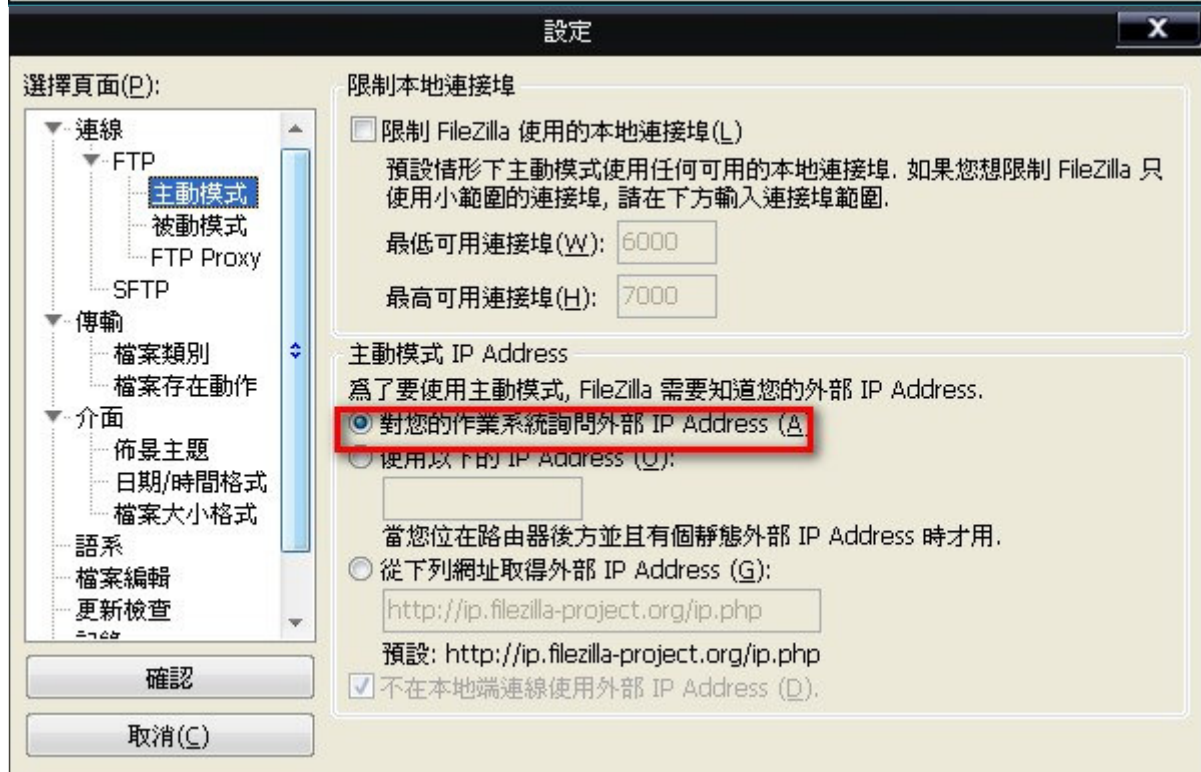 設定
選擇頁面(P):
連線
FTP
主動模式
被動模式
FTP Proxy
SFTP
傳輸
檔案類別
檔案存在動作
介面
佈景主題
日期/時間格式
檔案大小格式
語系
檔案編輯
更新檢查
確認
取消(C)
限制本地連接埠
限制 FileZilla 使用的本地連接埠(L)
預設情形下主動模式使用任何可用的本地連接埠. 如果您想限制 FileZilla 只
使用小範圍的連接埠, 請在下方輸入連接埠範圍.
最低可用連接埠(W): 6000
最高可用連接埠(H): 7000
主動模式 IP Address
爲了要使用主動模式, FileZilla 需要知道您的外部 IP Address.
對您的作業系統詢問外部 IP Address (A
使用以下的 IP Address (U):
當您位在路由器後方並且有個靜態外部 IP Address 時才用.
從下列網址取得外部 IP Address (G):
http://ip.filezilla-project.org/ip.php
預設: http://ip.filezilla-project.org/ip.php
不在本地端連線使用外部 IP Address (D).